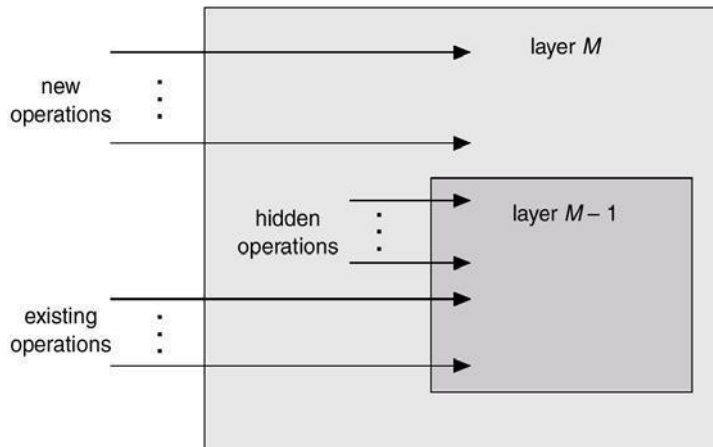 layer M
new
operations
layer M – 1
hidden
operations
existing
operations